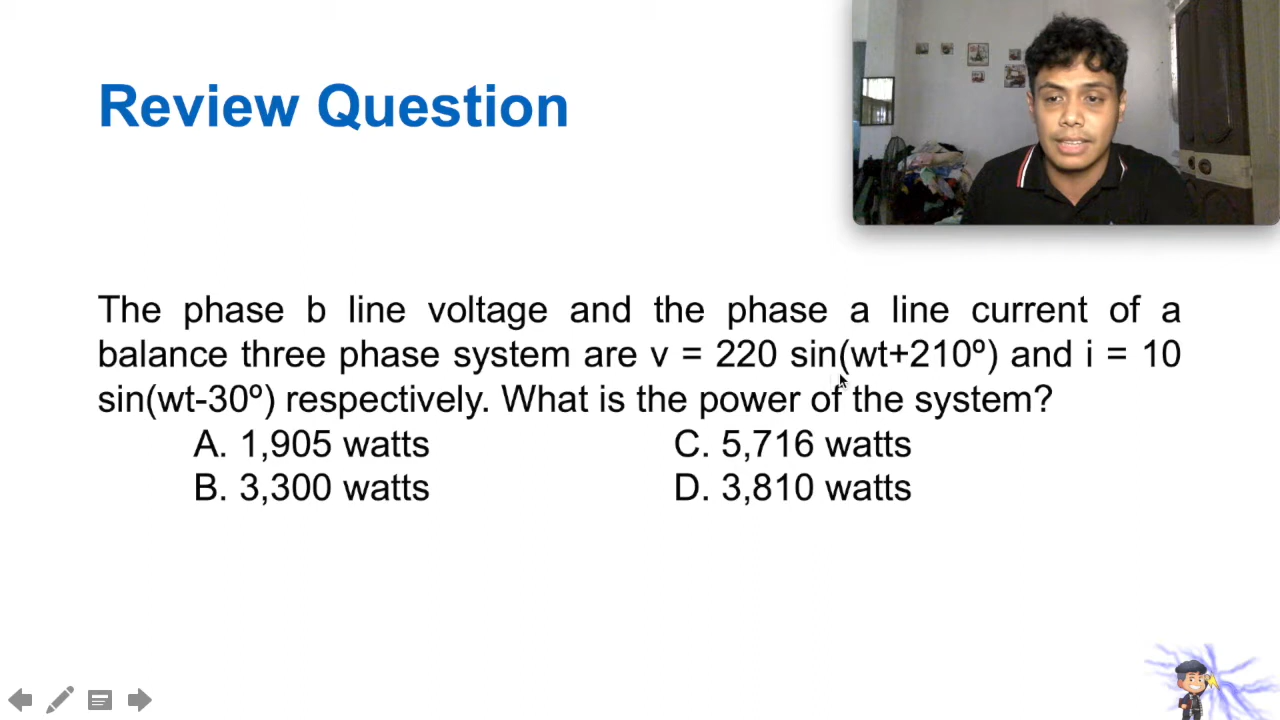 Review Question
The phase b line voltage and the phase a line current of a
balance three phase system are v = 220 sin(wt+210º) and i = 10
sin(wt-30º) respectively. What is the power of the system?
A. 1,905 watts
C. 5,716 watts
B. 3,300 watts
D. 3,810 watts